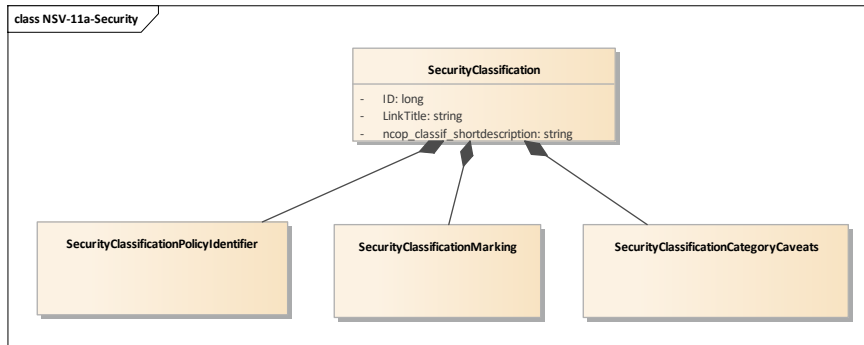 class NSV-11a-Security
SecurityClassification
- ID: long
- LinkTitle: string
- ncop_classif_shortdescription: string
SecurityClassificationPolicyIdentifier
SecurityClassificationMarking
SecurityClassificationCategoryCaveats